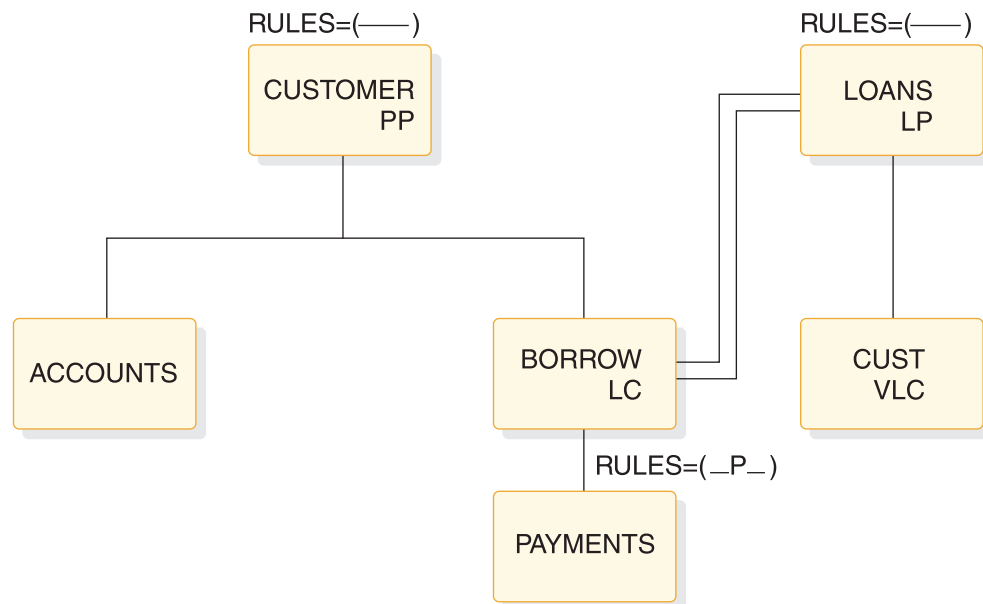 RULES=(———)
RULES=(———)
CUSTOMER
PP
LOANS
LP
ACCOUNTS
BORROW
LC
CUST
VLC
RULES=( _P_ )
PAYMENTS